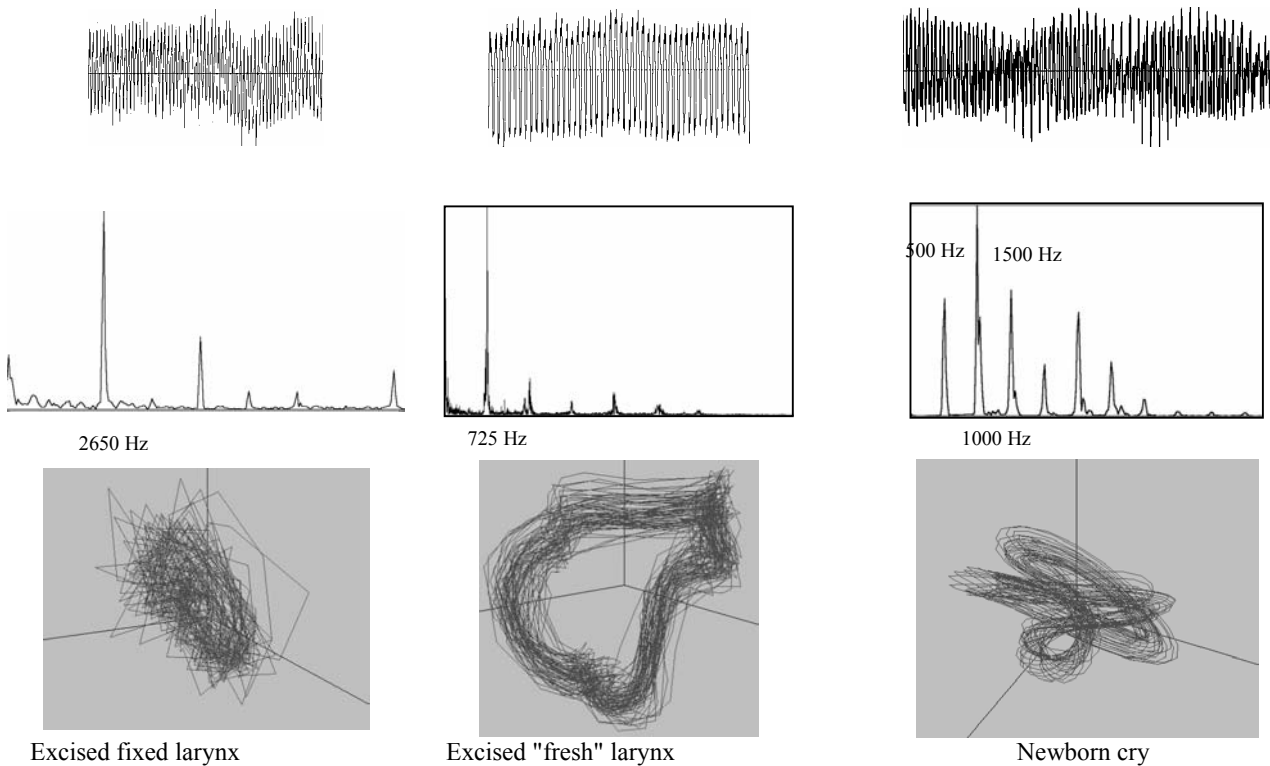 500 Hz
1500 Hz
2650 Hz
725 Hz
1000 Hz
Excised fixed larynx
Excised "fresh" larynx
Newborn cry